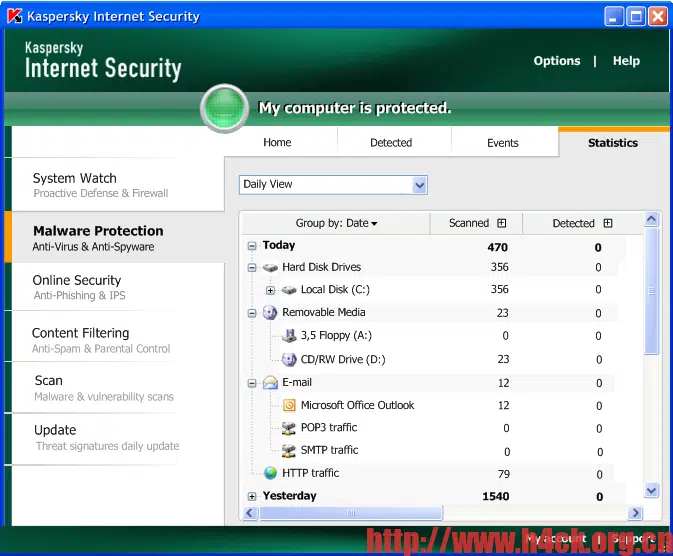 Kaspersky Internet Security
Kaspersky
Internet Security
Options | Help
My computer is protected.
Home Detected Events Statistics
System Watch
Proactive Defense & Firewall
Malware Protection
Anti-Virus & Anti-Spyware
Online Security
Anti-Phishing & IPS
Content Filtering
Anti-Spam & Parental Control
Scan
Malware & vulnerability scans
Update
Threat signatures daily update
Daily View
Group by: Date Scanned Detected
Today 470 0
Hard Disk Drives 356 0
Local Disk (C:) 356 0
Removable Media 23 0
3,5 Floppy (A:) 0 0
CD/RW Drive (D:) 23 0
E-mail 12 0
Microsoft Office Outlook 12 0
POP3 traffic 0 0
SMTP traffic 0 0
HTTP traffic 79 0
Yesterday 1540 0
My account | Support
http://www.h4ck.org.cn